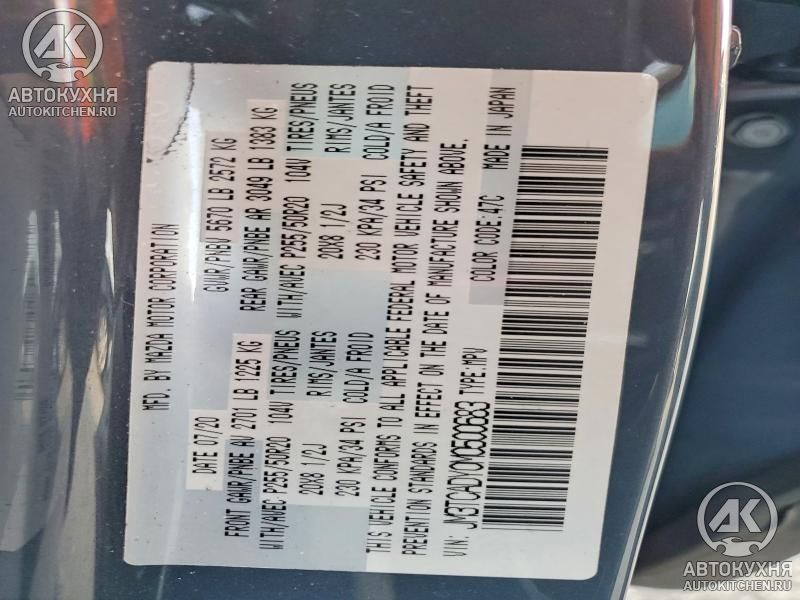 AK
АВТОКУХНЯ
AUTOKITCHEN.RU
MFD. BY MAZDA MOTOR CORPORATION
DATE 07/20 GVWR/PNBV 5670 LB 2572 KG
FRONT GAWR/PNBE AV 2701 LB 1225 KG REAR GAWR/PNBE AR 3049 LB 1383 KG
WITH/AVEC P255/50R20 104V TIRES/PNEUS WITH/AVEC P255/50R20 104V TIRES/PNEUS
20X8 1/2J RIMS/JANTES 20X8 1/2J RIMS/JANTES
230 KPA/34 PSI COLD/A FROID 230 KPA/34 PSI COLD/A FROID
THIS VEHICLE CONFORMS TO ALL APPLICABLE FEDERAL MOTOR VEHICLE SAFETY AND THEFT
PREVENTION STANDARDS IN EFFECT ON THE DATE OF MANUFACTURE SHOWN ABOVE.
VIN: JM3TCADY0M0500683 TYPE: MPV COLOR CODE: 47C MADE IN JAPAN
AK
АВТОКУХНЯ
AUTOKITCHEN.RU